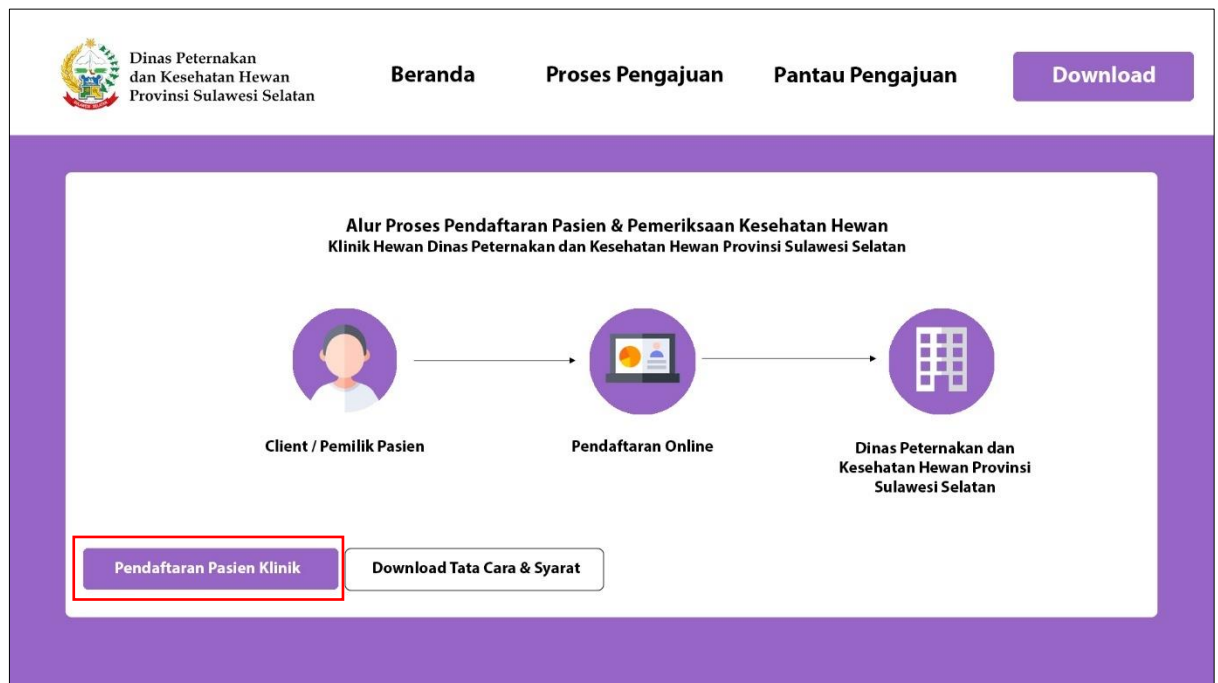 Dinas Peternakan
dan Kesehatan Hewan
Provinsi Sulawesi Selatan
Beranda
Proses Pengajuan
Pantau Pengajuan
Download
Alur Proses Pendaftaran Pasien & Pemeriksaan Kesehatan Hewan
Klinik Hewan Dinas Peternakan dan Kesehatan Hewan Provinsi Sulawesi Selatan
Client / Pemilik Pasien
Pendaftaran Online
Dinas Peternakan dan
Kesehatan Hewan Provinsi
Sulawesi Selatan
Pendaftaran Pasien Klinik
Download Tata Cara & Syarat